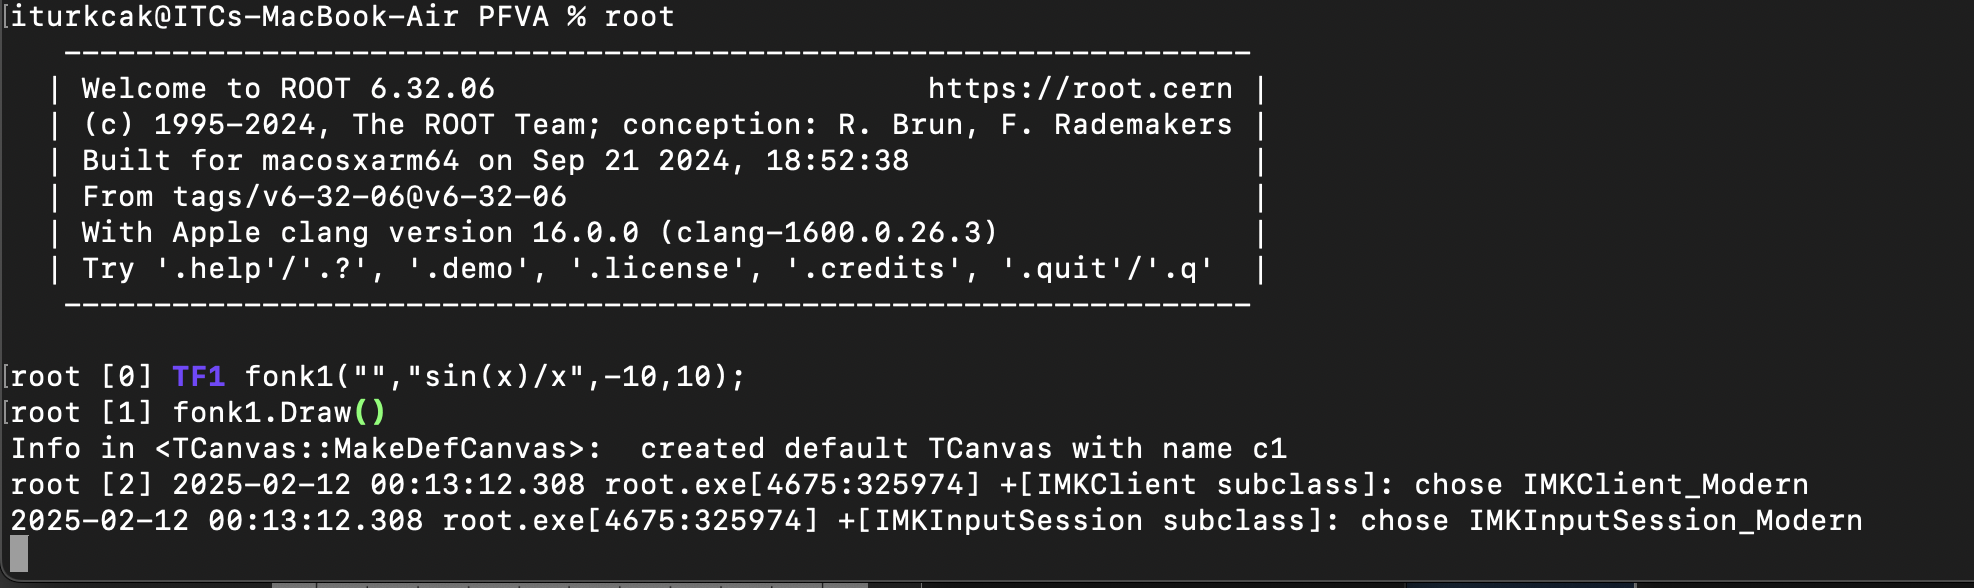 iturkcak@ITCs-MacBook-Air PFVA % root
------------------------------------------------------------------
| Welcome to ROOT 6.32.06                        https://root.cern |
| (c) 1995-2024, The ROOT Team; conception: R. Brun, F. Rademakers |
| Built for macosxarm64 on Sep 21 2024, 18:52:38                   |
| From tags/v6-32-06@v6-32-06                                      |
| With Apple clang version 16.0.0 (clang-1600.0.26.3)              |
| Try '.help'/'.?', '.demo', '.license', '.credits', '.quit'/'.q'  |
------------------------------------------------------------------
root [0] TF1 fonk1("","sin(x)/x",-10,10);
root [1] fonk1.Draw()
Info in <TCanvas::MakeDefCanvas>:  created default TCanvas with name c1
root [2] 2025-02-12 00:13:12.308 root.exe[4675:325974] +[IMKClient subclass]: chose IMKClient_Modern
2025-02-12 00:13:12.308 root.exe[4675:325974] +[IMKInputSession subclass]: chose IMKInputSession_Modern